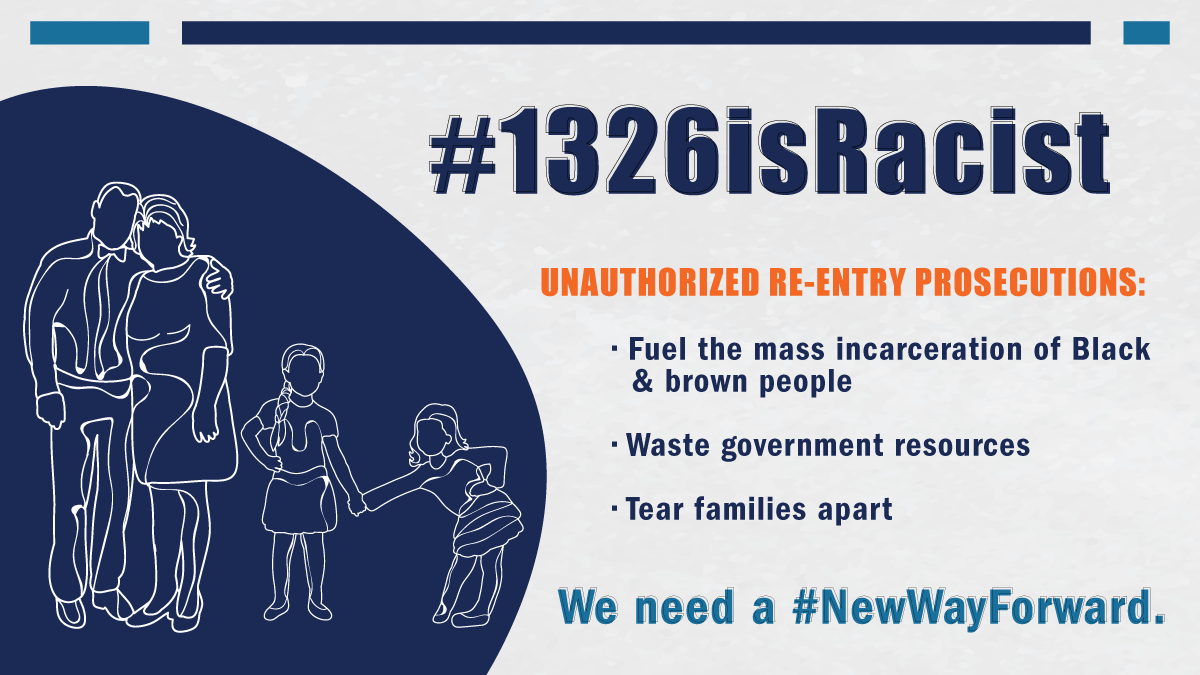 #1326isRacist
UNAUTHORIZED RE-ENTRY PROSECUTIONS:
· Fuel the mass incarceration of Black
& brown people
· Waste government resources
· Tear families apart
We need a #NewWayForward.